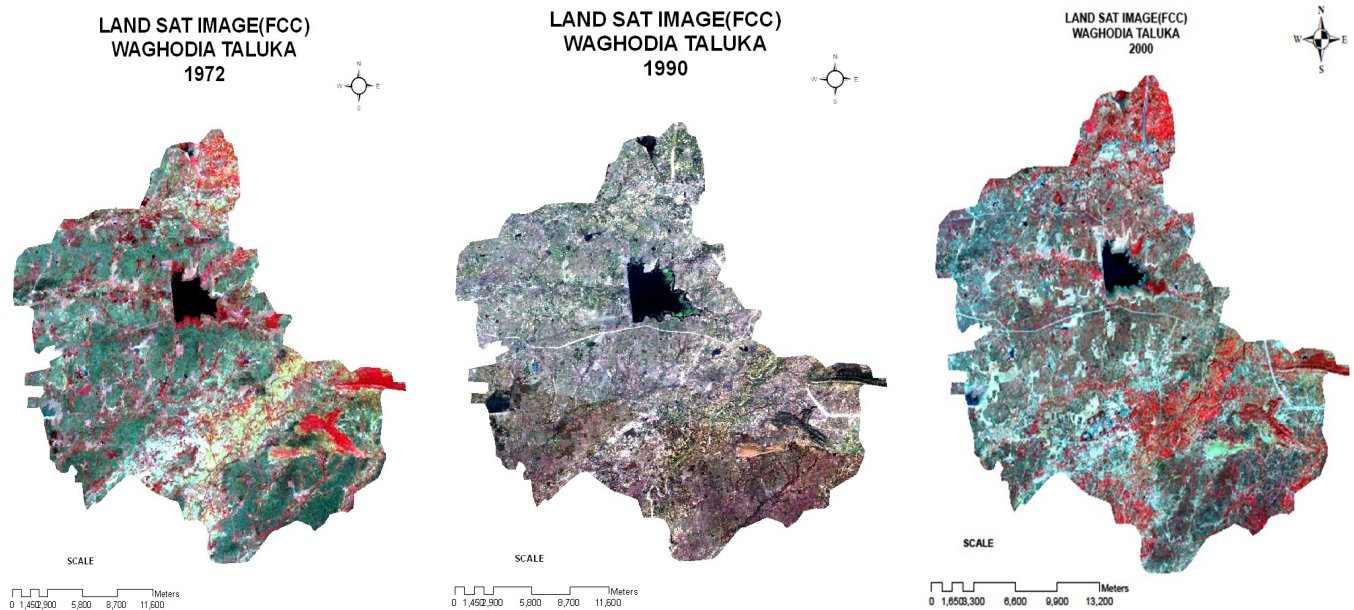 LAND SAT IMAGE(FCC)
WAGHODIA TALUKA
1972
N
W E
S
SCALE
Meters
0 1,450 2,900 5,800 8,700 11,600
LAND SAT IMAGE(FCC)
WAGHODIA TALUKA
1990
N
W E
S
SCALE
Meters
0 1,450 2,900 5,800 8,700 11,600
LAND SAT IMAGE(FCC)
WAGHODIA TALUKA
2000
N
W E
S
SCALE
Meters
0 1,650 3,300 6,600 9,900 13,200